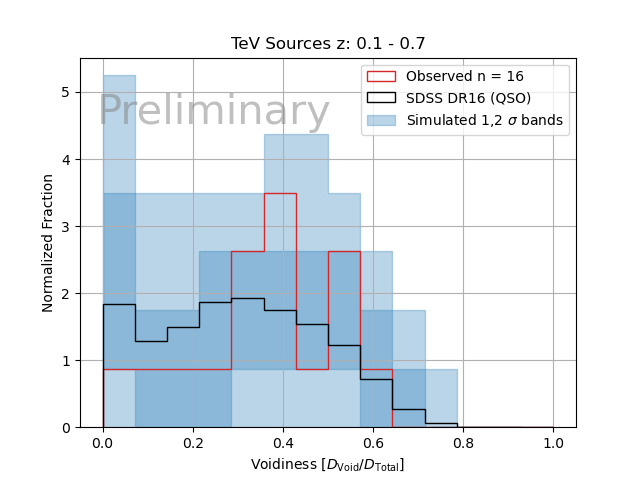 TeV Sources z: 0.1 - 0.7
Observed n = 16
SDSS DR16 (QSO)
Simulated 1,2 σ bands
Preliminary
Normalized Fraction
5
4
3
2
1
0
0.0 0.2 0.4 0.6 0.8 1.0
Voidiness [D_Void/D_Total]